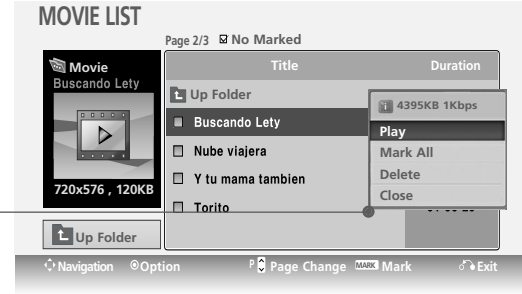 MOVIE LIST
Page 2/3 No Marked
Movie
Buscando Lety
720x576 , 120KB
Up Folder
Title Duration
Up Folder
Buscando Lety
Nube viajera
Y tu mama tambien
Torito
4395KB 1Kbps
Play
Mark All
Delete
Close
Navigation Option P Page Change MARK Mark Exit